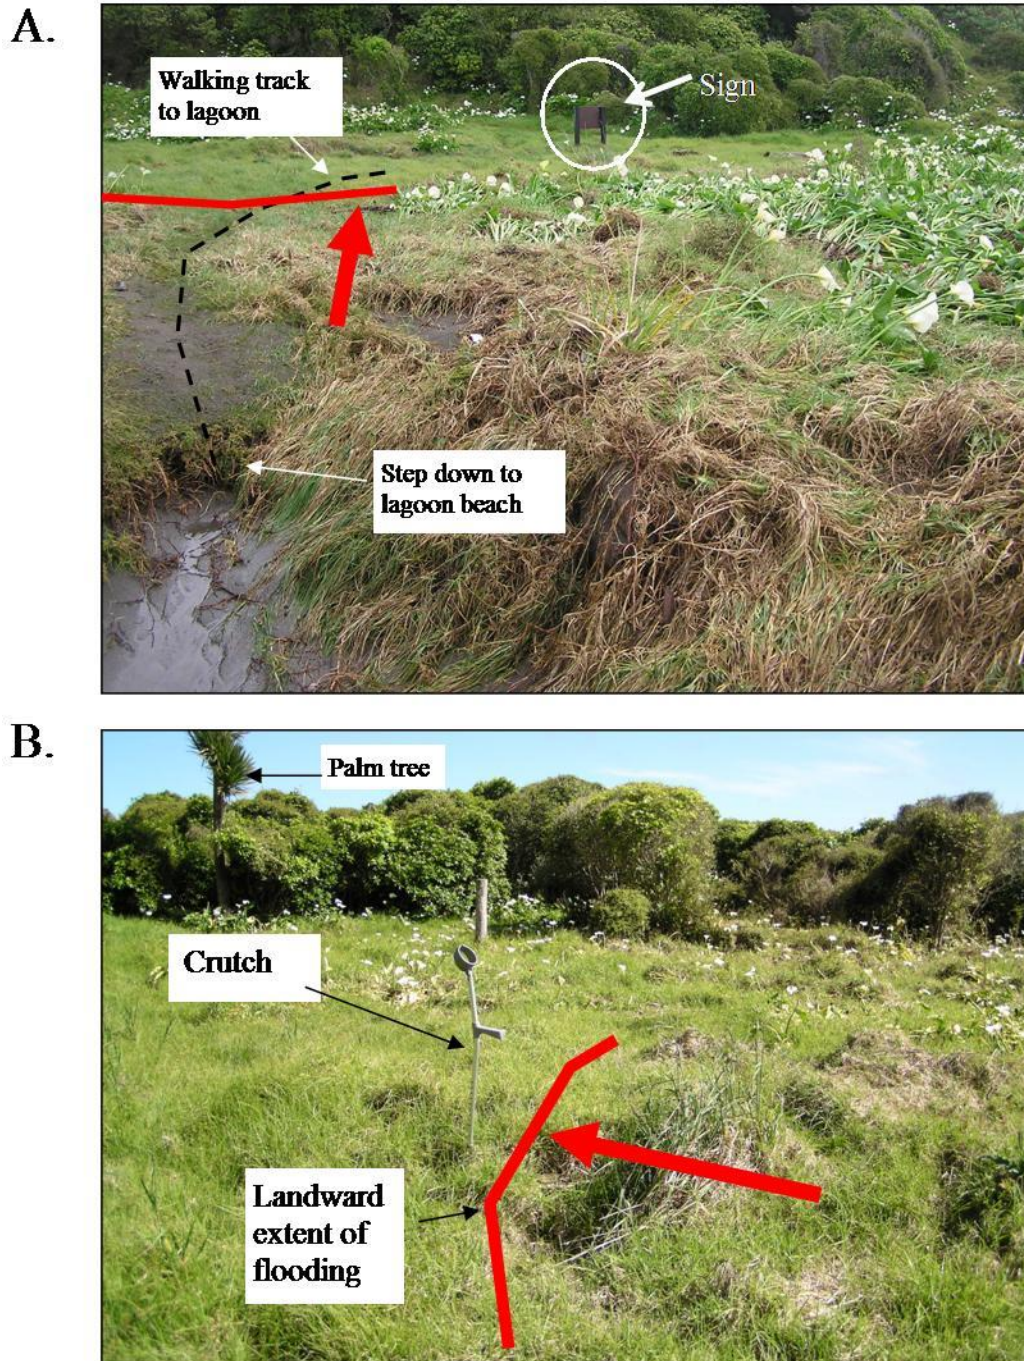 A.
Walking track
to lagoon
Sign
Step down to
lagoon beach
B.
Palm tree
Crutch
Landward
extent of
flooding